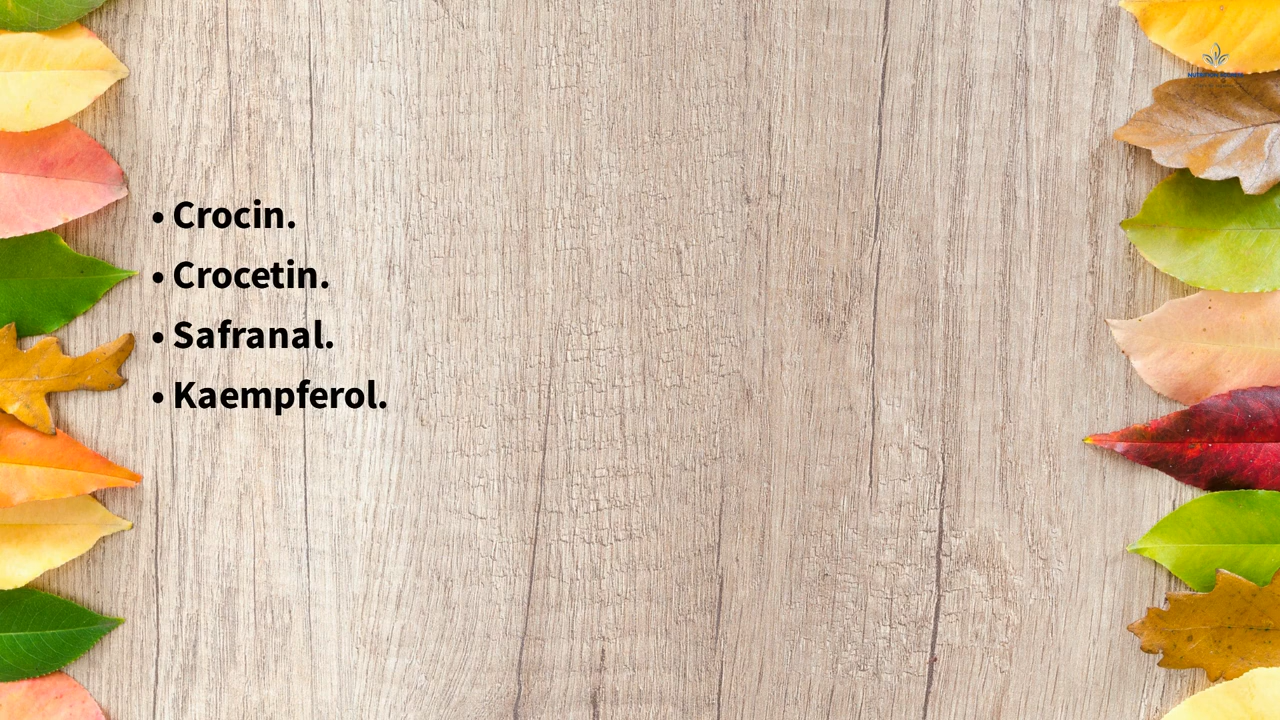 • Crocin.
• Crocetin.
• Safranal.
• Kaempferol.